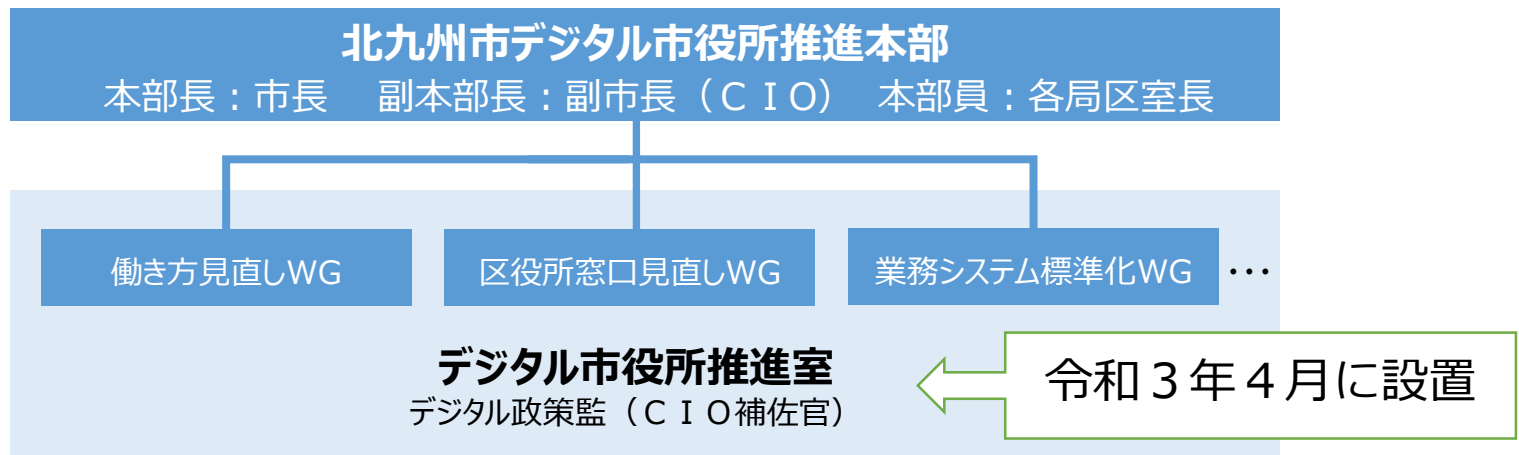 北九州市デジタル市役所推進本部
本部長：市長　副本部長：副市長（ＣＩＯ）　本部員：各局区室長
働き方見直しWG
区役所窓口見直しWG
業務システム標準化WG
…
デジタル市役所推進室
デジタル政策監（ＣＩＯ補佐官）
令和３年４月に設置